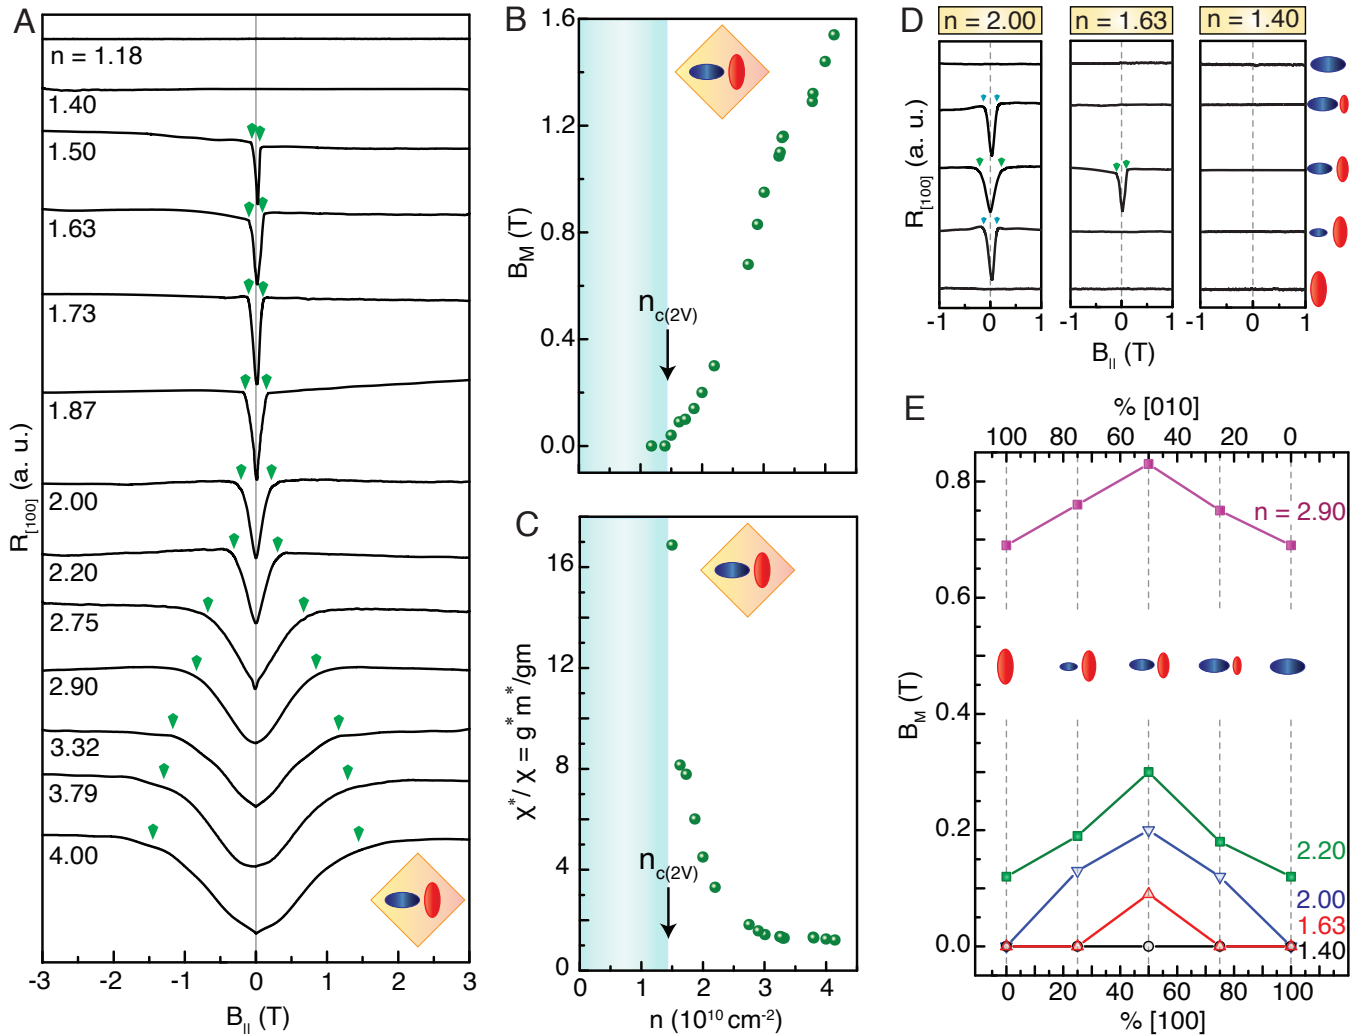 A
n = 1.18
1.40
1.50
1.63
1.73
1.87
2.00
2.20
2.75
2.90
3.32
3.79
4.00
R[100] (a. u.)
-3 -2 -1 0 1 2 3
B|| (T)
B
1.6
1.2
0.8
0.4
0.0
BM (T)
nc(2V)
C
16
12
8
4
0
χ*/ χ = g*m*/gm
nc(2V)
0 1 2 3 4
n (10¹⁰ cm⁻²)
D
n = 2.00 n = 1.63 n = 1.40
R[100] (a. u.)
-1 0 1 -1 0 1 -1 0 1
B|| (T)
E
% [010]
100 80 60 40 20 0
0.8
0.6
0.4
0.2
0.0
BM (T)
n = 2.90
2.20
2.00
1.63
1.40
0 20 40 60 80 100
% [100]